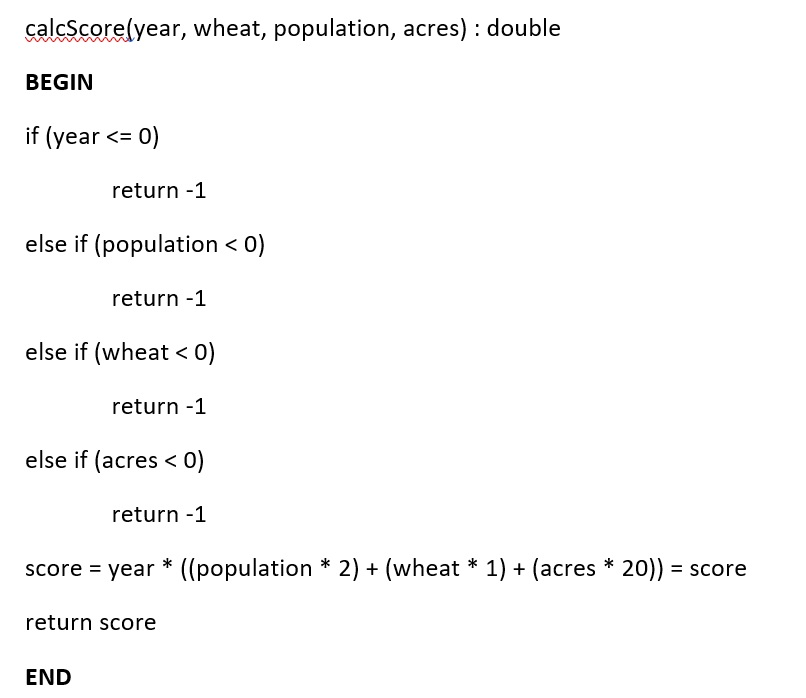 calcScore(year, wheat, population, acres) : double
BEGIN
if (year <= 0)
return -1
else if (population < 0)
return -1
else if (wheat < 0)
return -1
else if (acres < 0)
return -1
score = year * ((population * 2) + (wheat * 1) + (acres * 20)) = score
return score
END